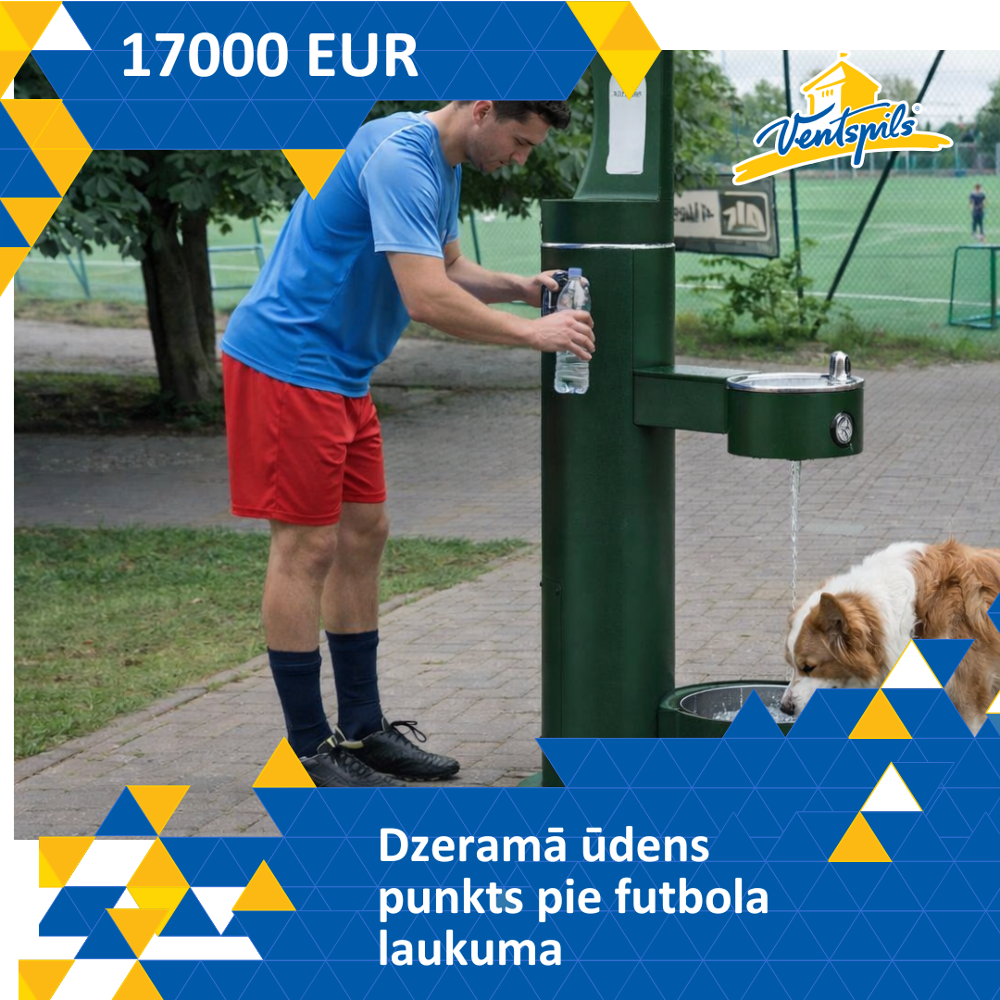 17000 EUR
Ventspils
Dzeramā ūdens
punkts pie futbola
laukuma